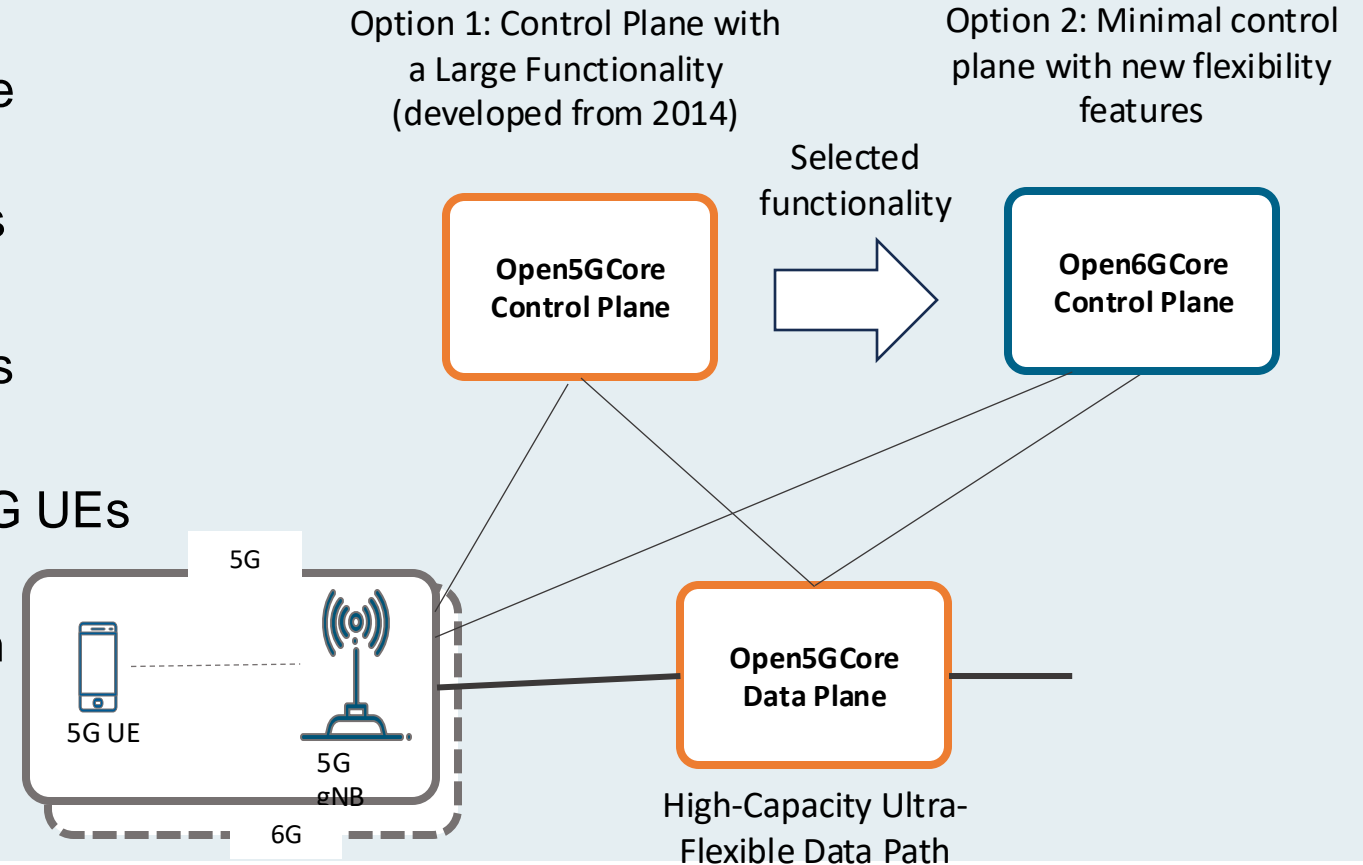 Option 1: Control Plane with
a Large Functionality
(developed from 2014)
Option 2: Minimal control
plane with new flexibility
features
Selected
functionality
Open5GCore
Control Plane
Open6GCore
Control Plane
e
s
s
G UEs
5G
5G UE
5G
gNB
6G
Open5GCore
Data Plane
High-Capacity Ultra-
Flexible Data Path